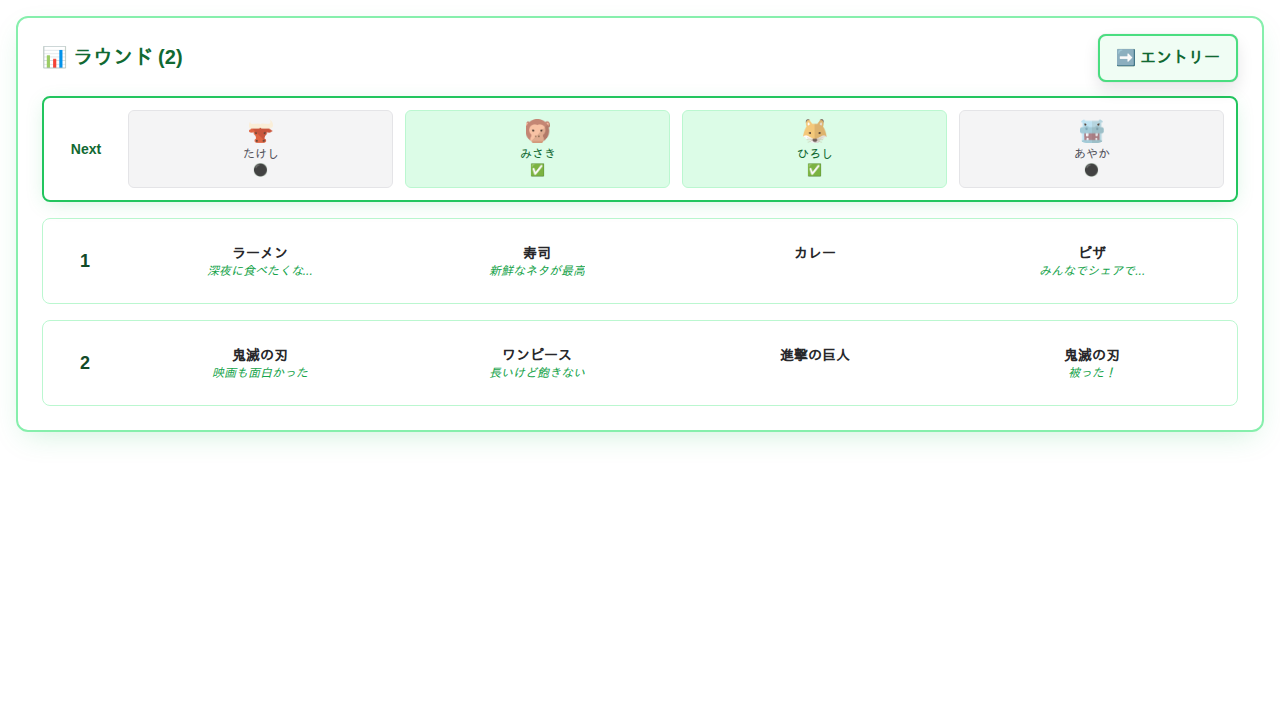 📊 ラウンド (2)
➡️ エントリー
Next
たけし
みさき
✅
ひろし
✅
あやか
1
ラーメン
深夜に食べたくな...
寿司
新鮮なネタが最高
カレー
ピザ
みんなでシェアで...
2
鬼滅の刃
映画も面白かった
ワンピース
長いけど飽きない
進撃の巨人
鬼滅の刃
被った！